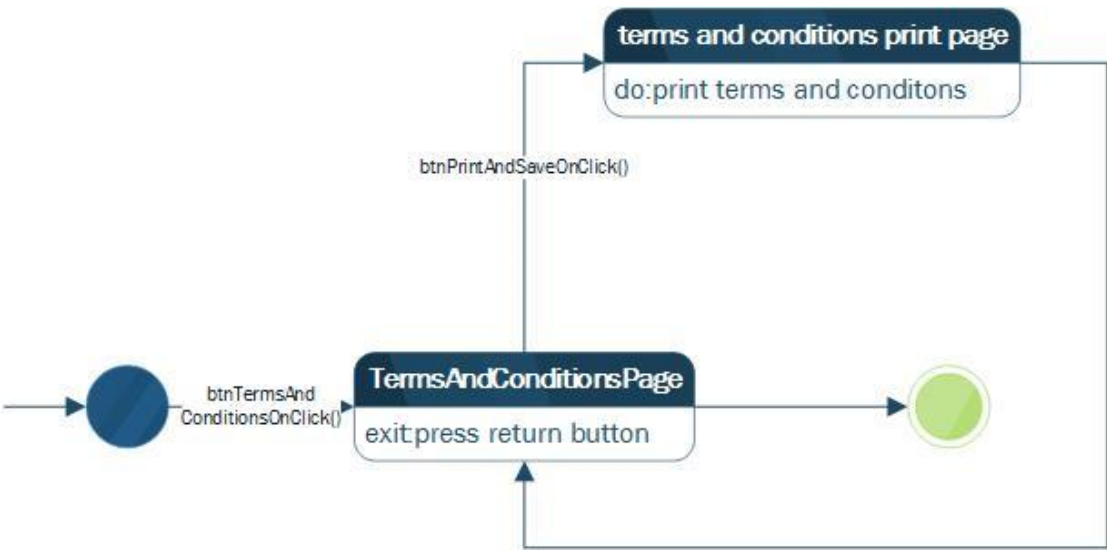 terms and conditions print page
do:print terms and conditons
btnPrintAndSaveOnClick()
btnTermsAnd
ConditionsOnClick()
TermsAndConditionsPage
exit:press return button